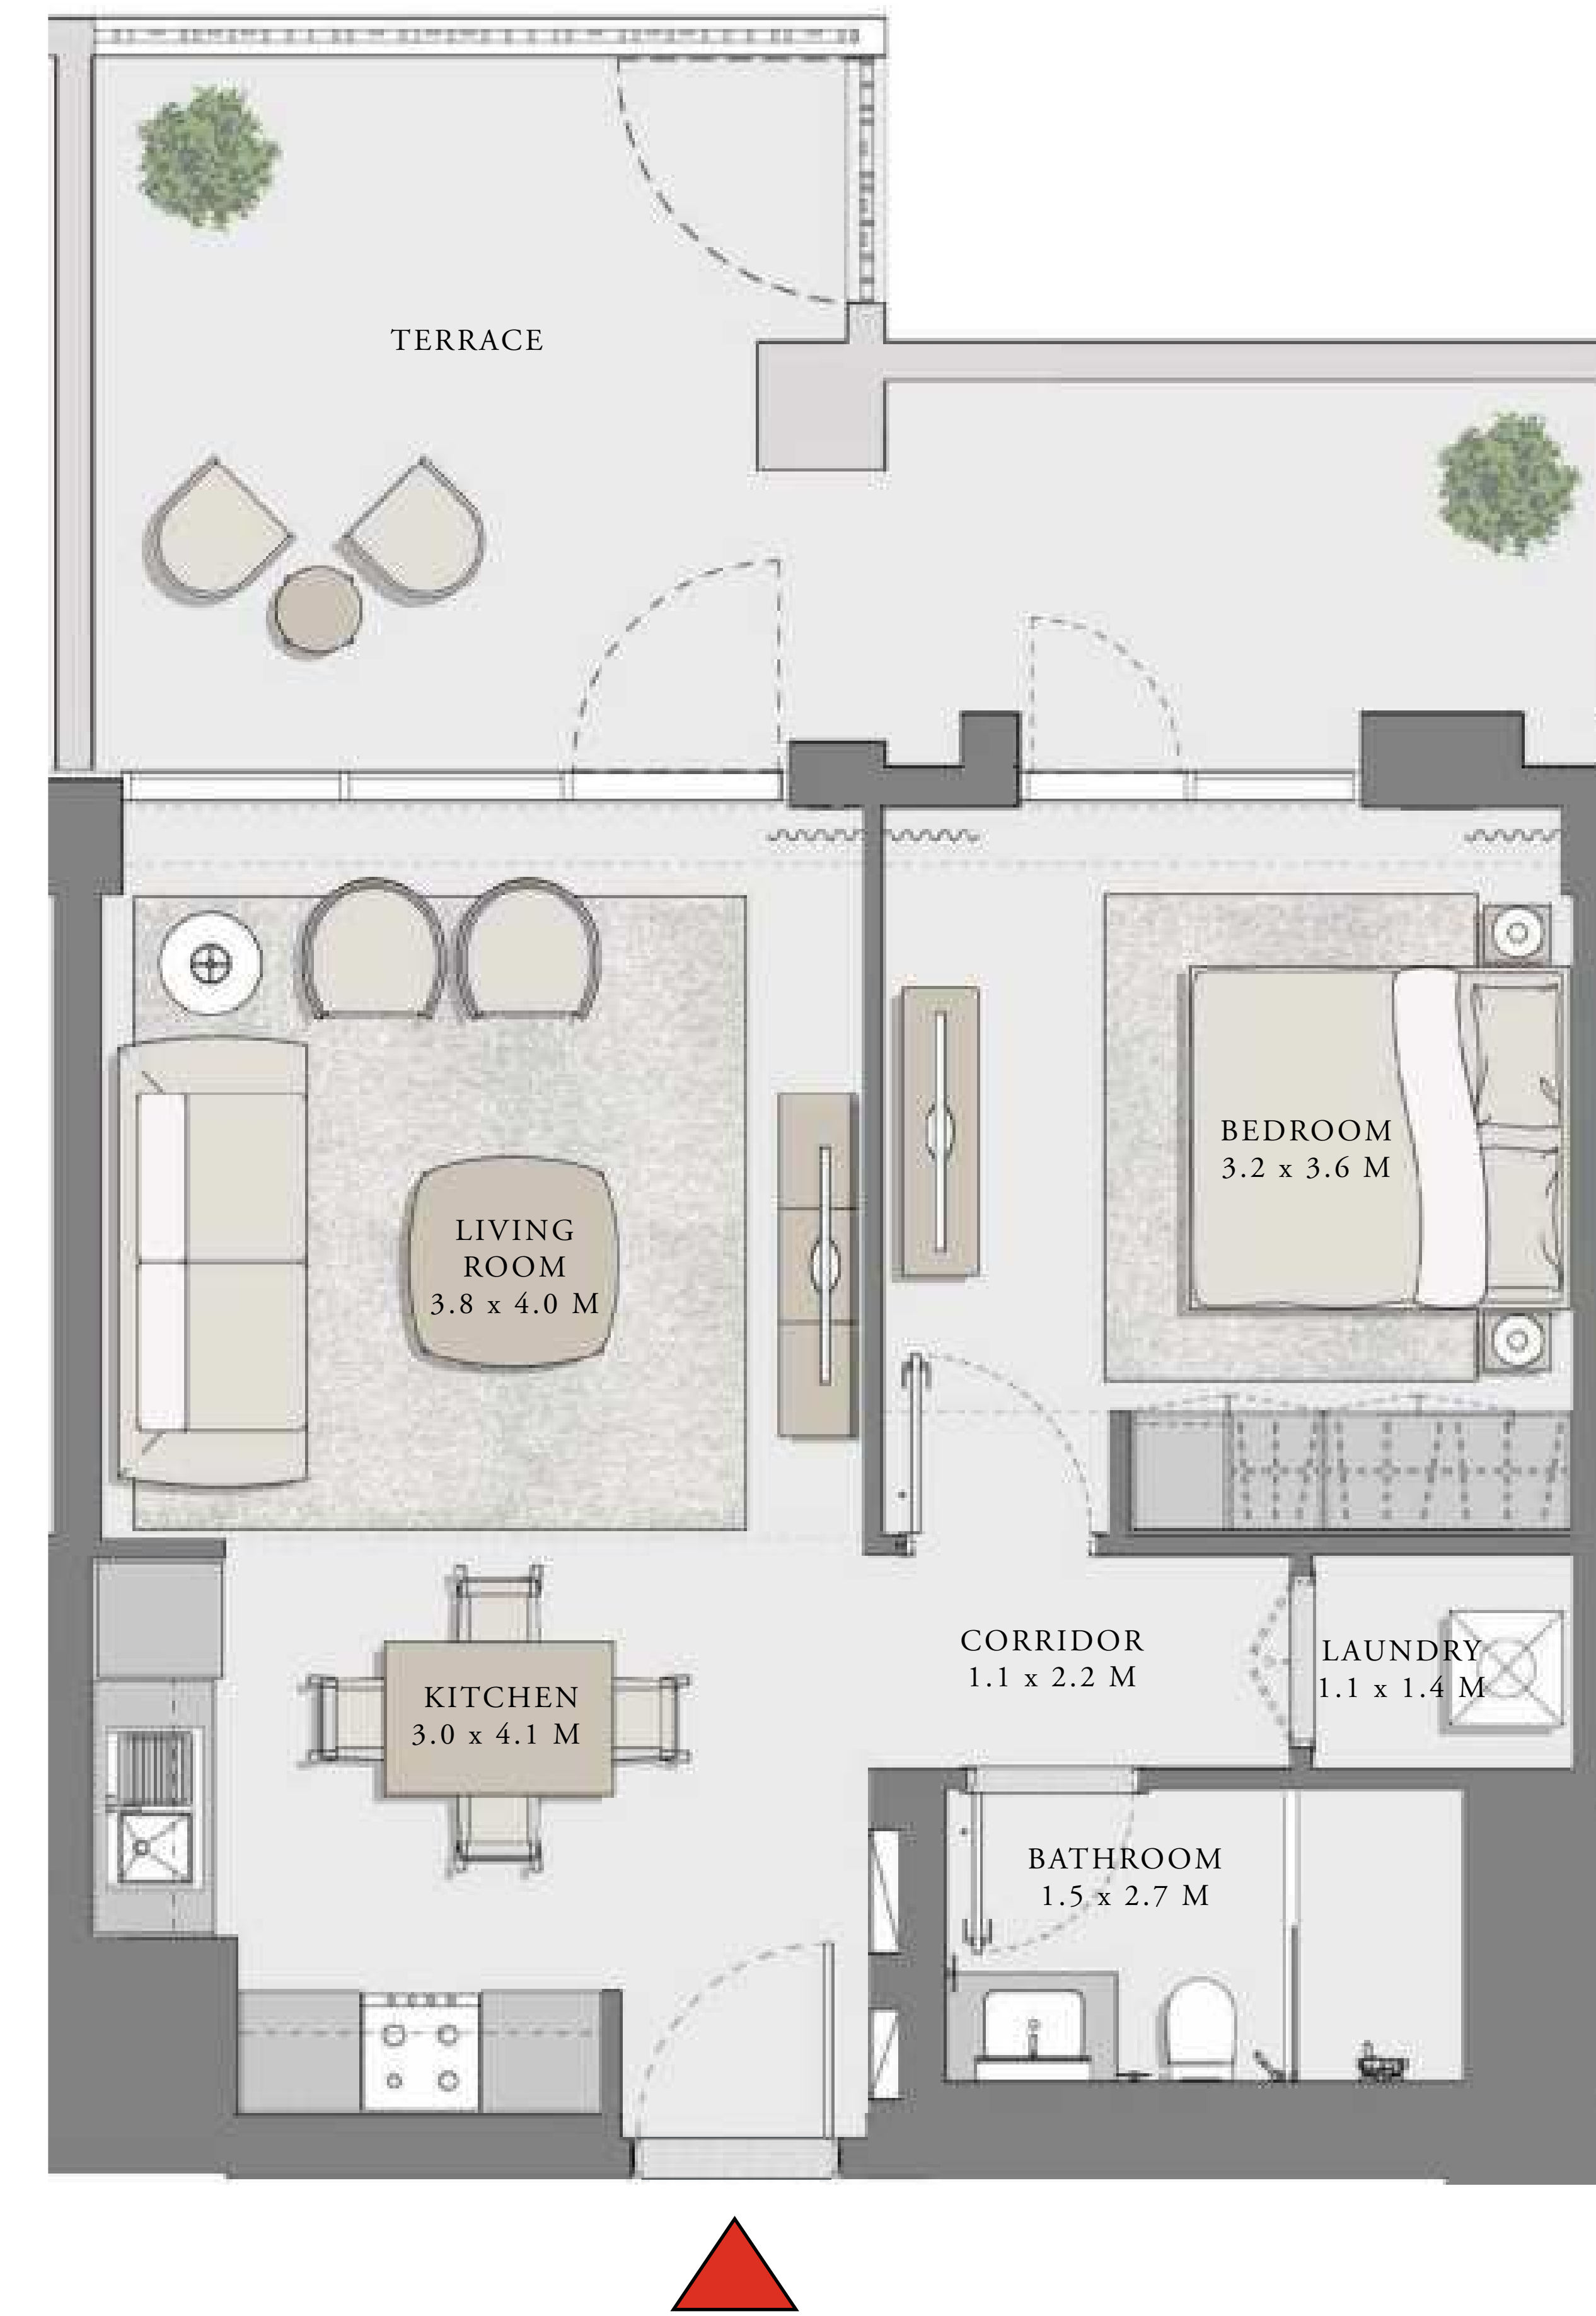 TERRACE
BEDROOM
3.2 x 3.6 M
LIVING
ROOM
3.8 x 4.0 M
CORRIDOR
1.1 x 2.2 M
LAUNDRY
1.1 x 1.4 M
KITCHEN
3.0 x 4.1 M
BATHROOM
1.5 x 2.7 M